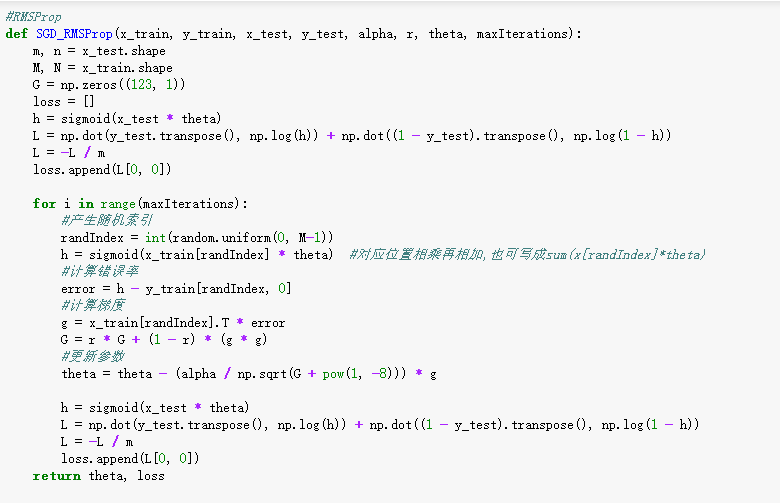 #RMSProp
def SGD_RMSProp(x_train, y_train, x_test, y_test, alpha, r, theta, maxIterations):
    m, n = x_test.shape
    M, N = x_train.shape
    G = np.zeros((123, 1))
    loss = []
    h = sigmoid(x_test * theta)
    L = np.dot(y_test.transpose(), np.log(h)) + np.dot((1 - y_test).transpose(), np.log(1 - h))
    L = -L / m
    loss.append(L[0, 0])

    for i in range(maxIterations):
        #产生随机索引
        randIndex = int(random.uniform(0, M-1))
        h = sigmoid(x_train[randIndex] * theta)  #对应位置相乘再相加,也可写成sum(x[randIndex]*theta)
        #计算错误率
        error = h - y_train[randIndex, 0]
        #计算梯度
        g = x_train[randIndex].T * error
        G = r * G + (1 - r) * (g * g)
        #更新参数
        theta = theta - (alpha / np.sqrt(G + pow(1, -8))) * g

        h = sigmoid(x_test * theta)
        L = np.dot(y_test.transpose(), np.log(h)) + np.dot((1 - y_test).transpose(), np.log(1 - h))
        L = -L / m
        loss.append(L[0, 0])
    return theta, loss